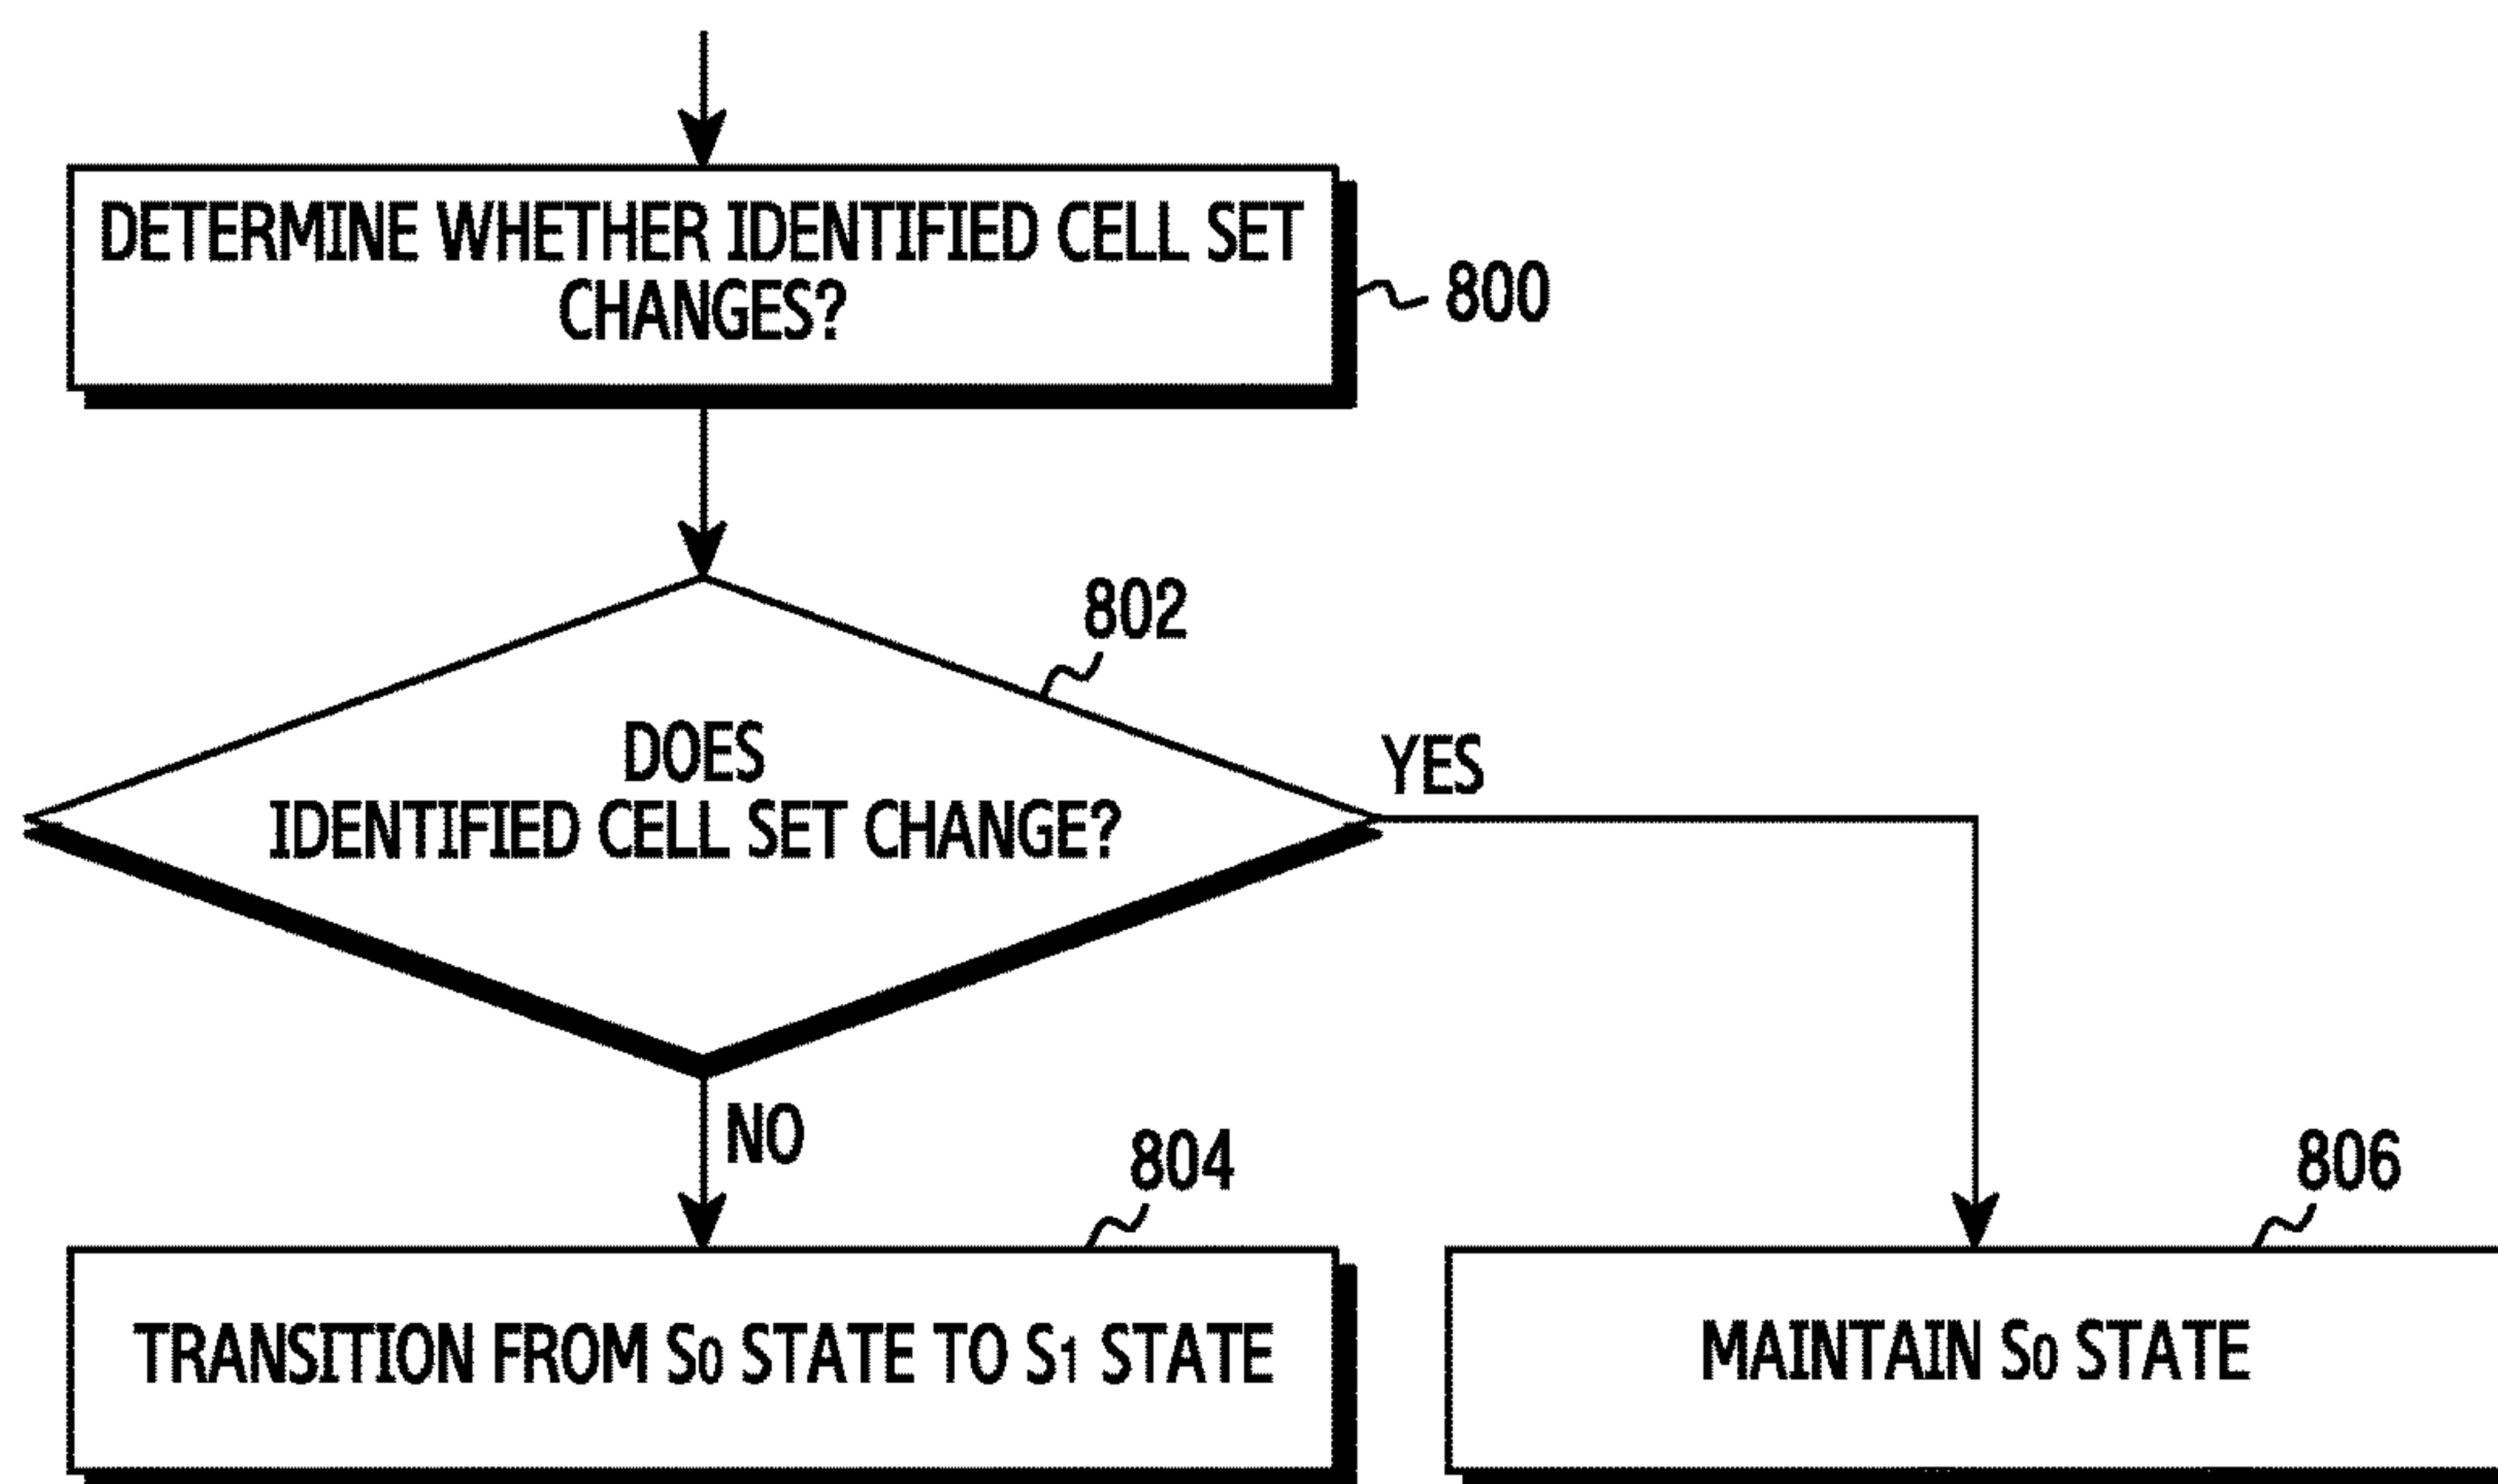 DETERMINE WHETHER IDENTIFIED CELL SET
CHANGES?
800
802
DOES
IDENTIFIED CELL SET CHANGE?
YES
NO
804
806
TRANSITION FROM S0 STATE TO S1 STATE
MAINTAIN S0 STATE